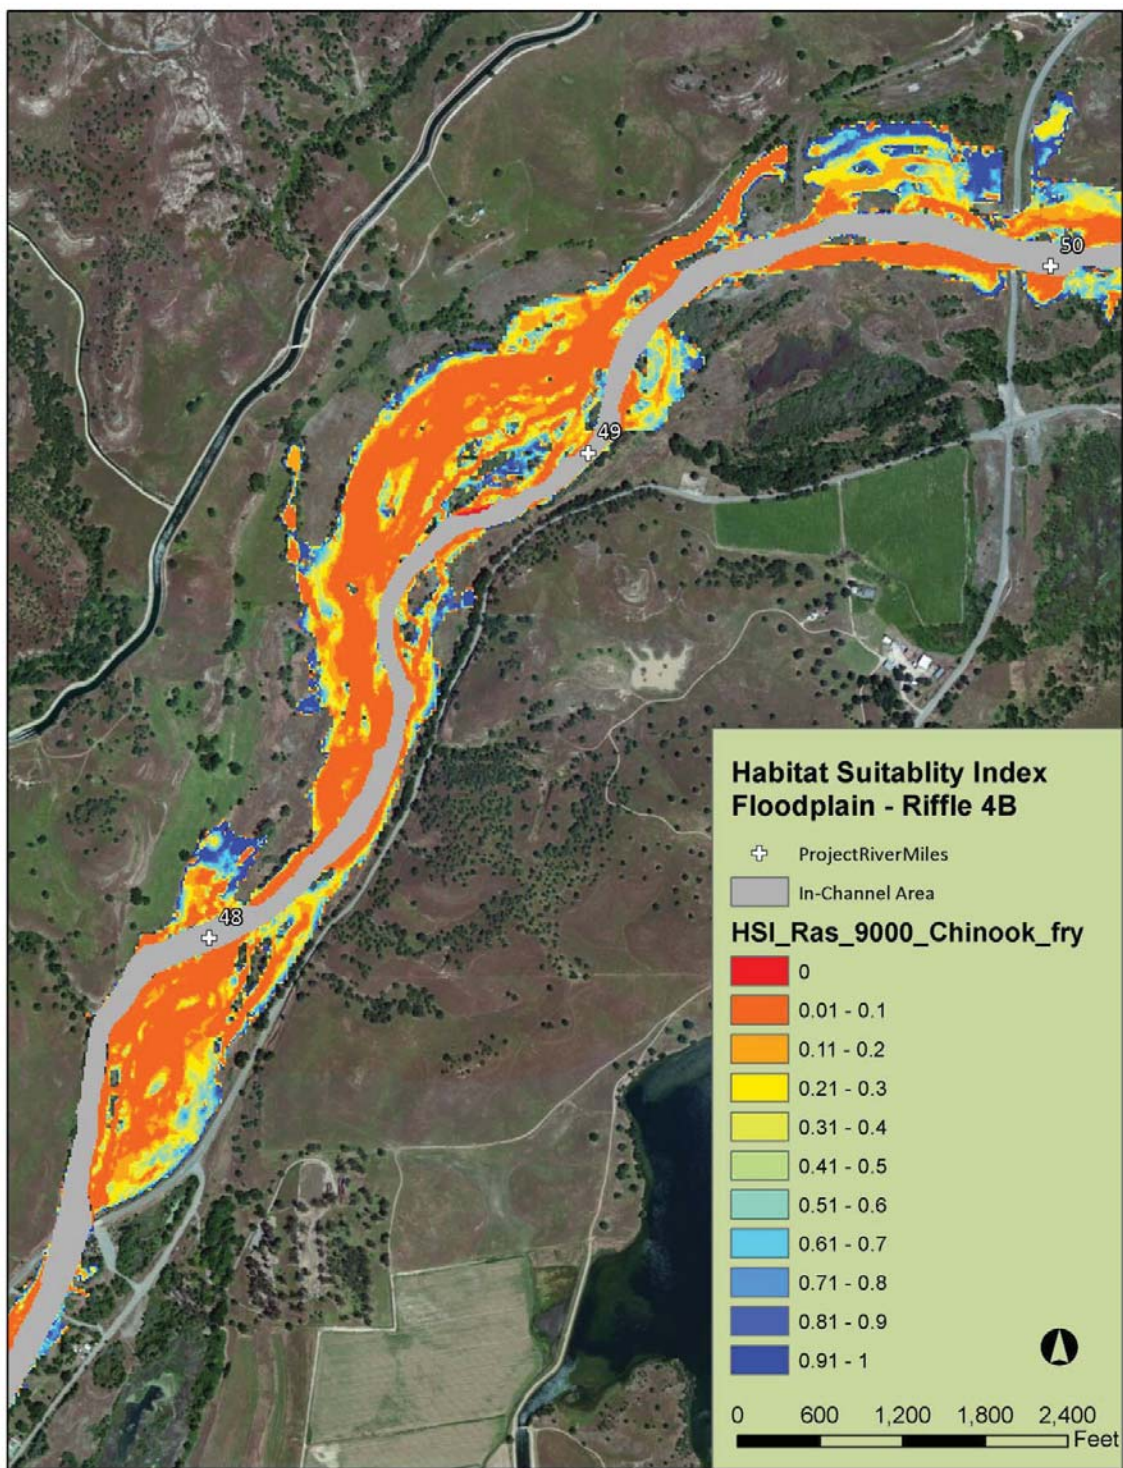 50
49
48
Habitat Suitablity Index
Floodplain - Riffle 4B
ProjectRiverMiles
In-Channel Area
HSI_Ras_9000_Chinook_fry
0
0.01 - 0.1
0.11 - 0.2
0.21 - 0.3
0.31 - 0.4
0.41 - 0.5
0.51 - 0.6
0.61 - 0.7
0.71 - 0.8
0.81 - 0.9
0.91 - 1
0 600 1,200 1,800 2,400
Feet